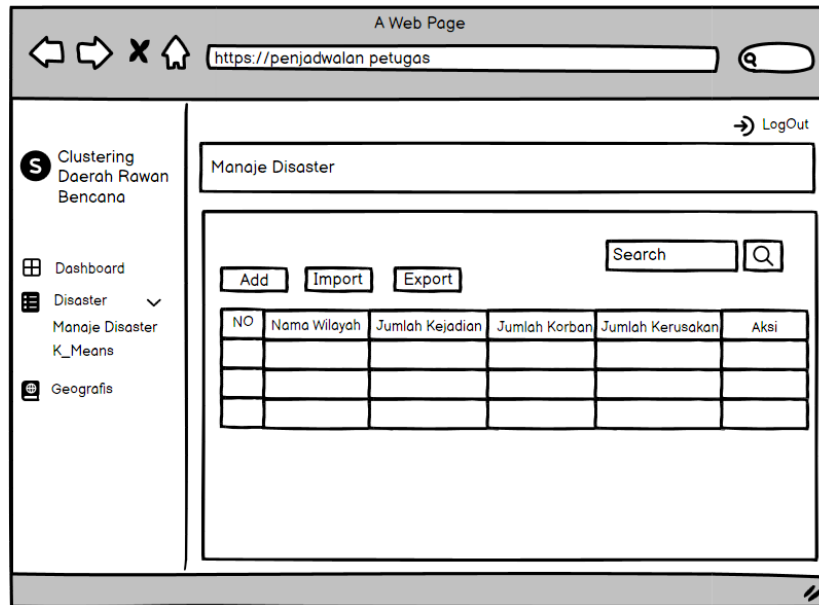 A Web Page
https://penjadwalan petugas
LogOut
S
Clustering
Daerah Rawan
Bencana
Dashboard
Disaster
Manaje Disaster
K_Means
Geografis
Manaje Disaster
Search
Add Import Export
NO Nama Wilayah Jumlah Kejadian Jumlah Korban Jumlah Kerusakan Aksi